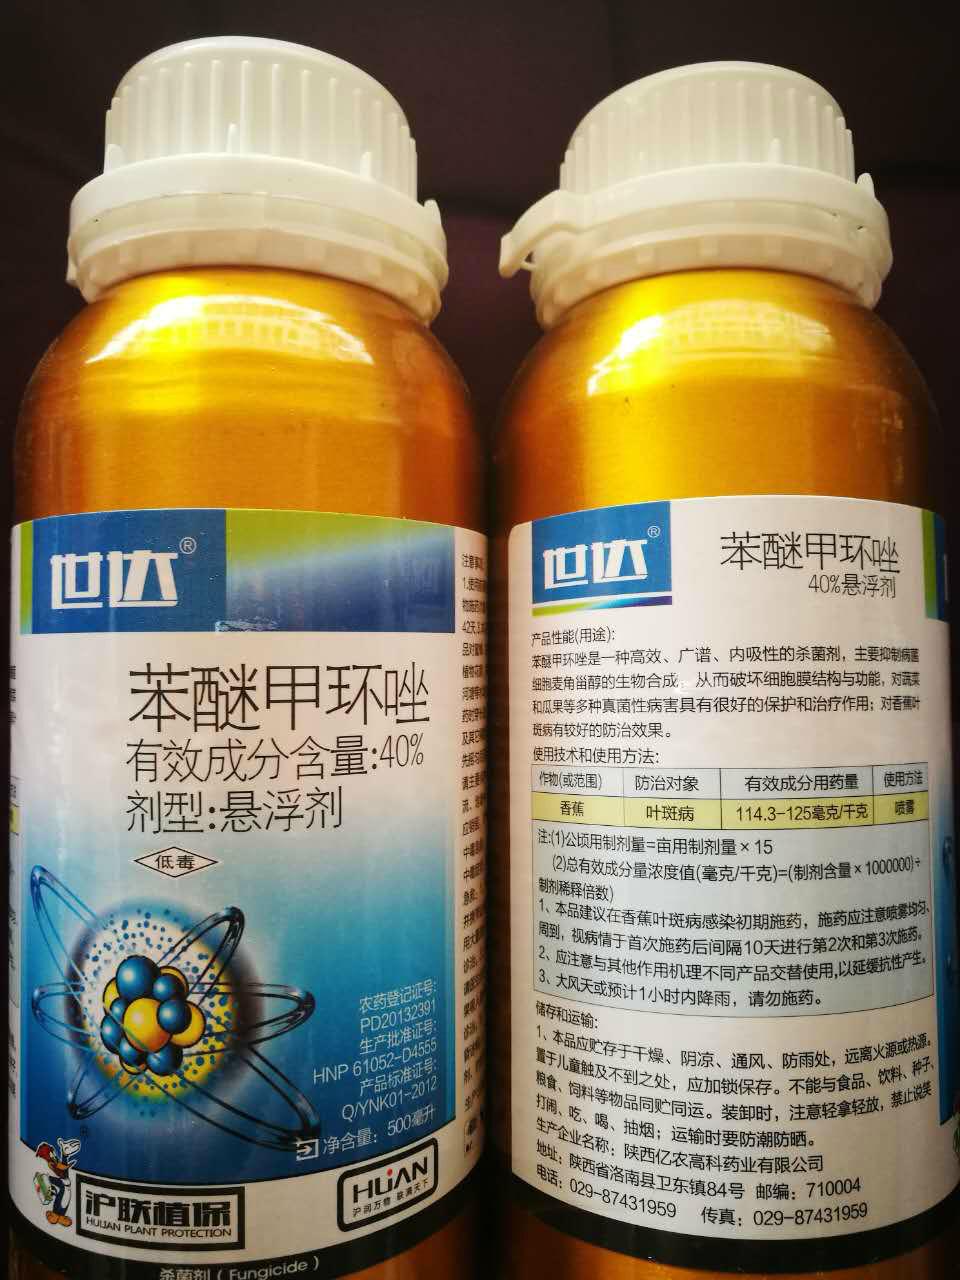 世达®
苯醚甲环唑
有效成分含量:40%
剂型:悬浮剂
低毒
农药登记证号:
PD20132391
生产批准证号:
HNP 61052-D4555
产品标准证号:
Q/YNK01-2012
净含量: 500毫升
®
沪联植保
HUILIAN PLANT PROTECTION
HUIAN
沪润万物 联满天下
杀菌剂 ( Fungicide )
注意事项
1.使用
42天
世达®
苯醚甲环唑
40%悬浮剂
产品性能(用途):
苯醚甲环唑是一种高效、广谱、内吸性的杀菌剂，主要抑制病菌
细胞麦角甾醇的生物合成，从而破坏细胞膜结构与功能，对蔬菜
和瓜果等多种真菌性病害具有很好的保护和治疗作用；对香蕉叶
斑病有较好的防治效果。
使用技术和使用方法:
作物(或范围) 防治对象 有效成分用药量 使用方法
香蕉 叶斑病 114.3-125毫克/千克 喷雾
注:(1)公顷用制剂量=亩用制剂量×15
(2)总有效成分量浓度值(毫克/千克)=(制剂含量×1000000)÷
制剂稀释倍数)
1、本品建议在香蕉叶斑病感染初期施药，施药应注意喷雾均匀、
周到，视病情于首次施药后间隔10天进行第2次和第3次施药。
2、应注意与其他作用机理不同产品交替使用,以延缓抗性产生。
3、大风天或预计1小时内降雨，请勿施药。
储存和运输:
1、本品应贮存于干燥、阴凉、通风、防雨处，远离火源或热源。
置于儿童触及不到之处，应加锁保存。不能与食品、饮料、种子、
粮食、饲料等物品同贮同运。装卸时，注意轻拿轻放，禁止说笑
打闹、吃、喝、抽烟；运输时要防潮防晒。
生产企业名称：陕西亿农高科药业有限公司
地址：陕西省洛南县卫东镇84号 邮编：710004
电话：029-87431959 传真：029-87431959